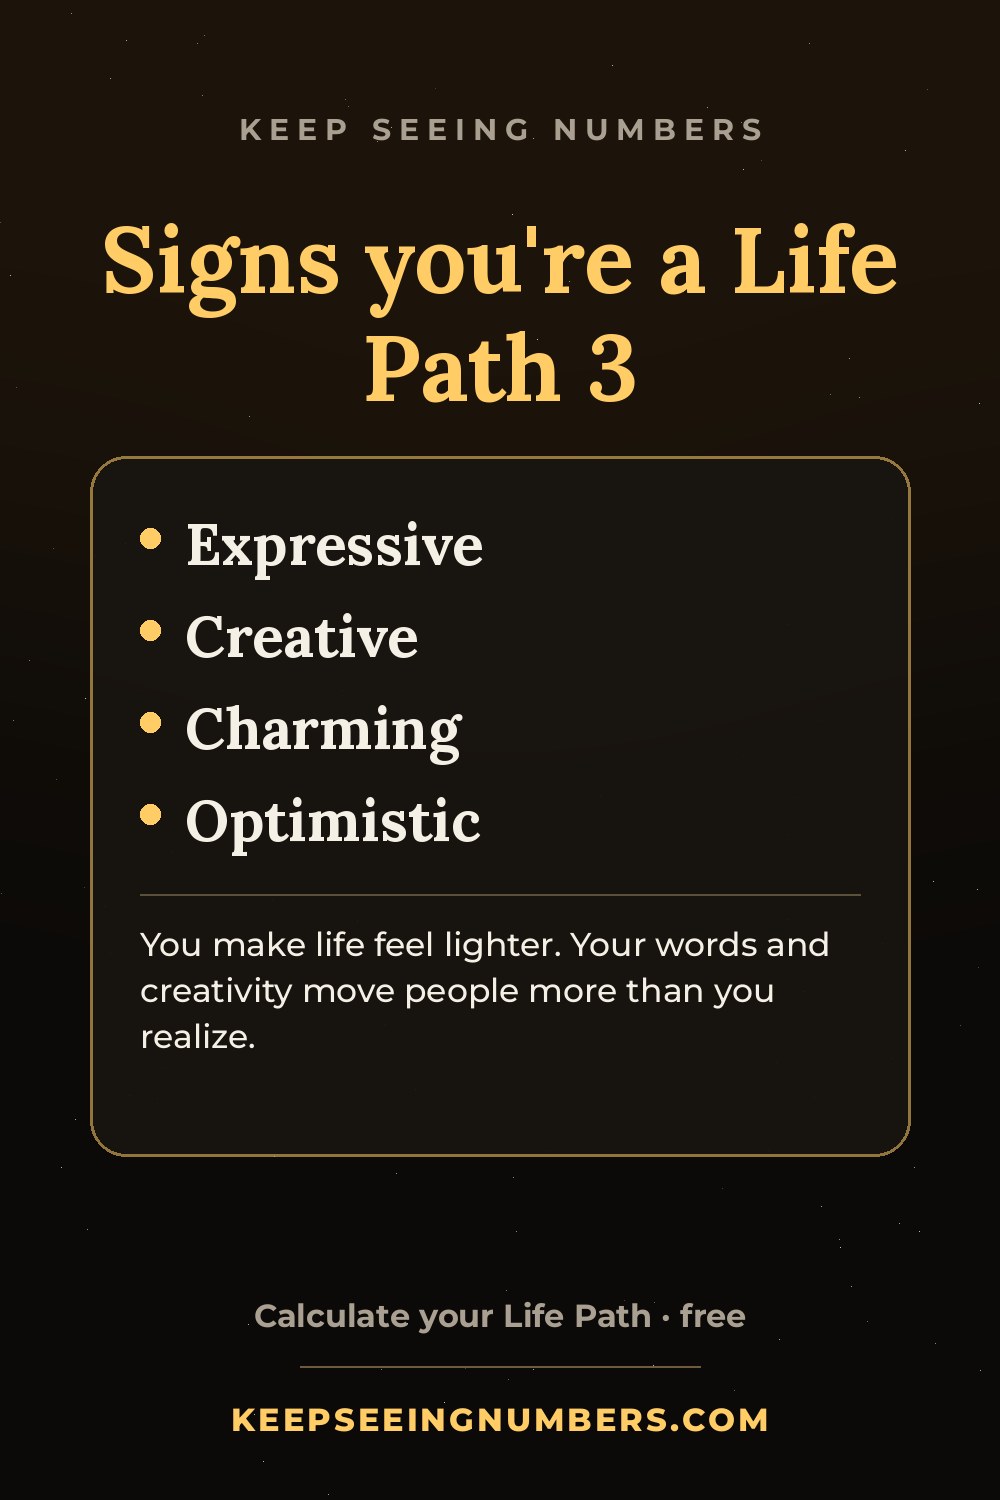 KEEP SEEING NUMBERS
Signs you're a Life
Path 3
Expressive
Creative
Charming
Optimistic
You make life feel lighter. Your words and
creativity move people more than you
realize.
Calculate your Life Path · free
KEEPSEEINGNUMBERS.COM